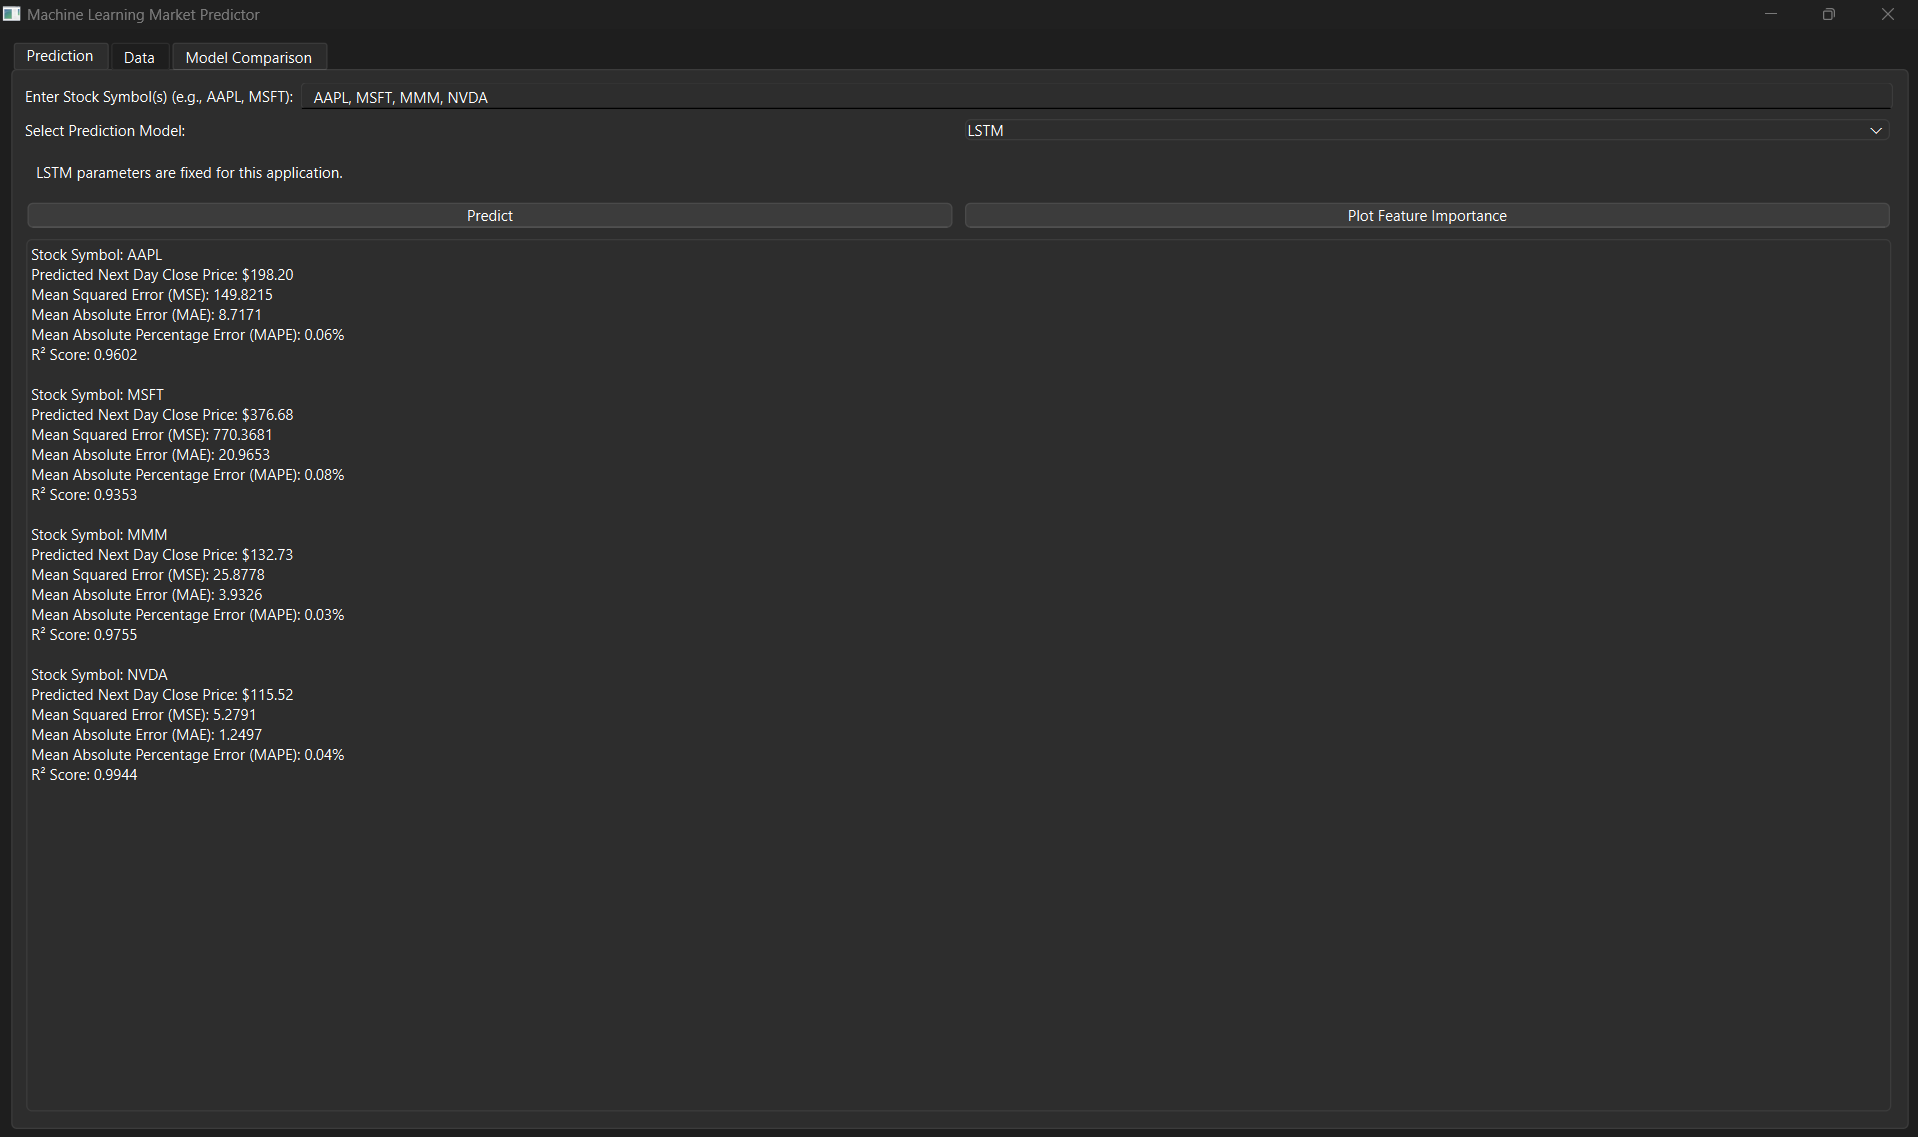 Machine Learning Market Predictor
Prediction
Data
Model Comparison
Enter Stock Symbol(s) (e.g., AAPL, MSFT):
AAPL, MSFT, MMM, NVDA
Select Prediction Model:
LSTM
LSTM parameters are fixed for this application.
Predict
Plot Feature Importance
Stock Symbol: AAPL
Predicted Next Day Close Price: $198.20
Mean Squared Error (MSE): 149.8215
Mean Absolute Error (MAE): 8.7171
Mean Absolute Percentage Error (MAPE): 0.06%
R² Score: 0.9602
Stock Symbol: MSFT
Predicted Next Day Close Price: $376.68
Mean Squared Error (MSE): 770.3681
Mean Absolute Error (MAE): 20.9653
Mean Absolute Percentage Error (MAPE): 0.08%
R² Score: 0.9353
Stock Symbol: MMM
Predicted Next Day Close Price: $132.73
Mean Squared Error (MSE): 25.8778
Mean Absolute Error (MAE): 3.9326
Mean Absolute Percentage Error (MAPE): 0.03%
R² Score: 0.9755
Stock Symbol: NVDA
Predicted Next Day Close Price: $115.52
Mean Squared Error (MSE): 5.2791
Mean Absolute Error (MAE): 1.2497
Mean Absolute Percentage Error (MAPE): 0.04%
R² Score: 0.9944